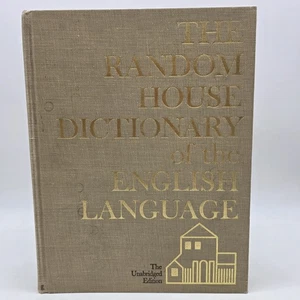 THE
RANDOM
HOUSE
DICTIONARY
of the
ENGLISH
LANGUAGE
The
Unabridged
Edition